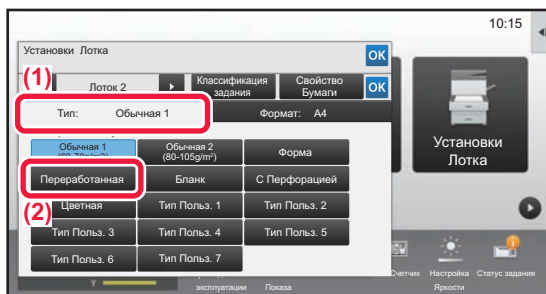 10:15
Установки Лотка
OK
(1)
Лоток 2
Классификация задания
Свойство Бумаги
OK
Тип: Обычная 1
Формат: A4
Обычная 1
(60-79g/m²)
Обычная 2
(80-105g/m²)
Форма
Переработанная
Бланк
С Перфорацией
(2)
Цветная
Тип Польз. 1
Тип Польз. 2
Тип Польз. 3
Тип Польз. 4
Тип Польз. 5
Тип Польз. 6
Тип Польз. 7
Установки
Лотка
Счетчик
Настройка
Яркости
Статус задания
Y
эксплуатации
Показа